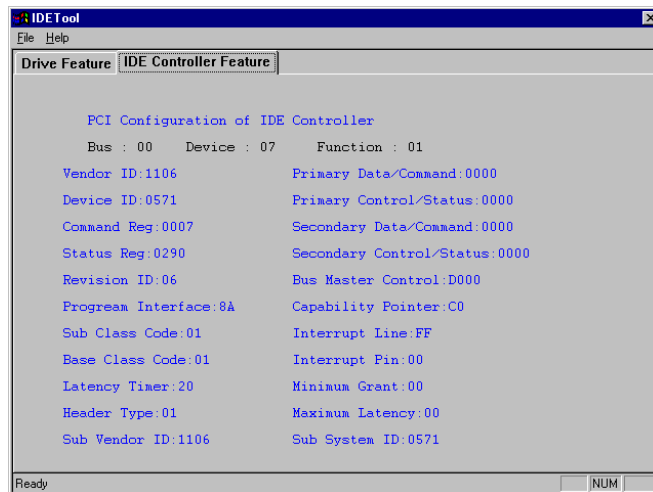 IDETool
File Help
Drive Feature IDE Controller Feature
PCI Configuration of IDE Controller
Bus : 00 Device : 07 Function : 01
Vendor ID:1106 Primary Data/Command:0000
Device ID:0571 Primary Control/Status:0000
Command Reg:0007 Secondary Data/Command:0000
Status Reg:0290 Secondary Control/Status:0000
Revision ID:06 Bus Master Control:D000
Progream Interface:8A Capability Pointer:C0
Sub Class Code:01 Interrupt Line:FF
Base Class Code:01 Interrupt Pin:00
Latency Timer:20 Minimum Grant:00
Header Type:01 Maximum Latency:00
Sub Vendor ID:1106 Sub System ID:0571
Ready NUM